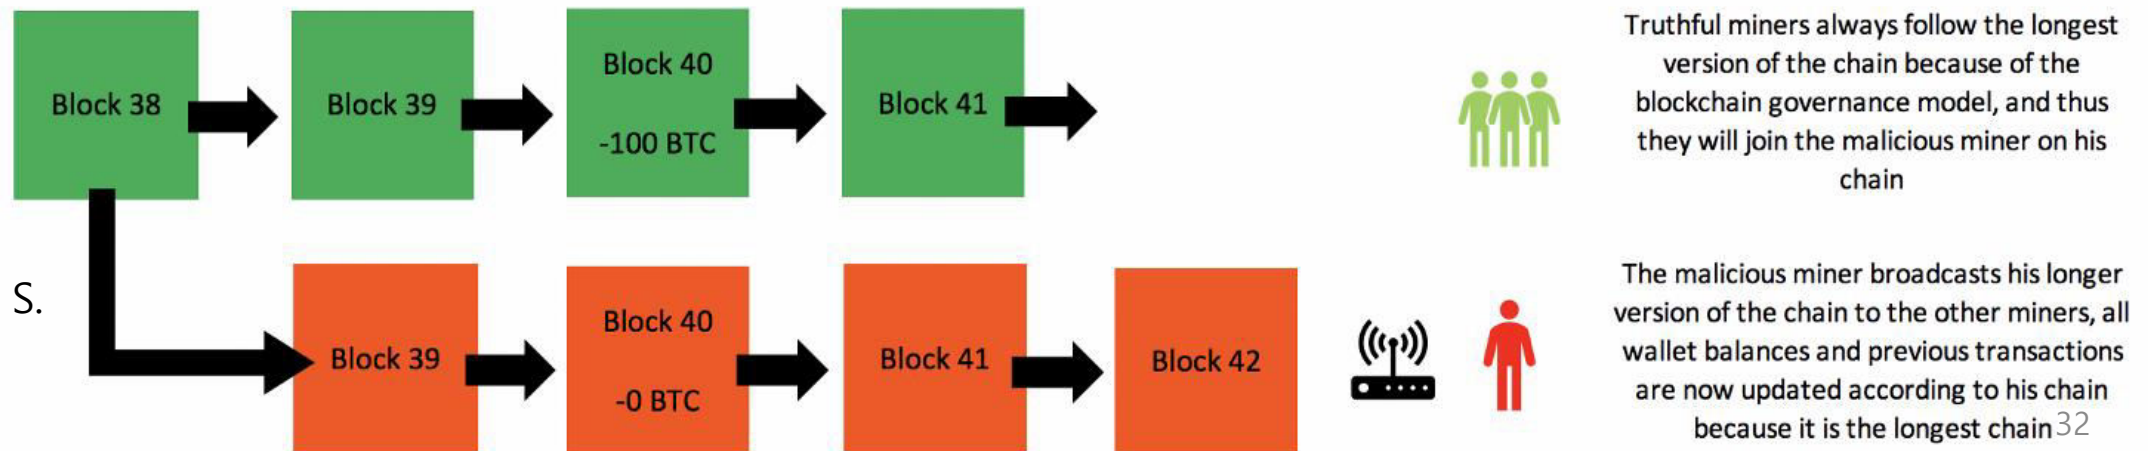 Block 38
Block 39
Block 40
-100 BTC
Block 41
Truthful miners always follow the longest
version of the chain because of the
blockchain governance model, and thus
they will join the malicious miner on his
chain
S.
Block 39
Block 40
-0 BTC
Block 41
Block 42
The malicious miner broadcasts his longer
version of the chain to the other miners, all
wallet balances and previous transactions
are now updated according to his chain
because it is the longest chain
32